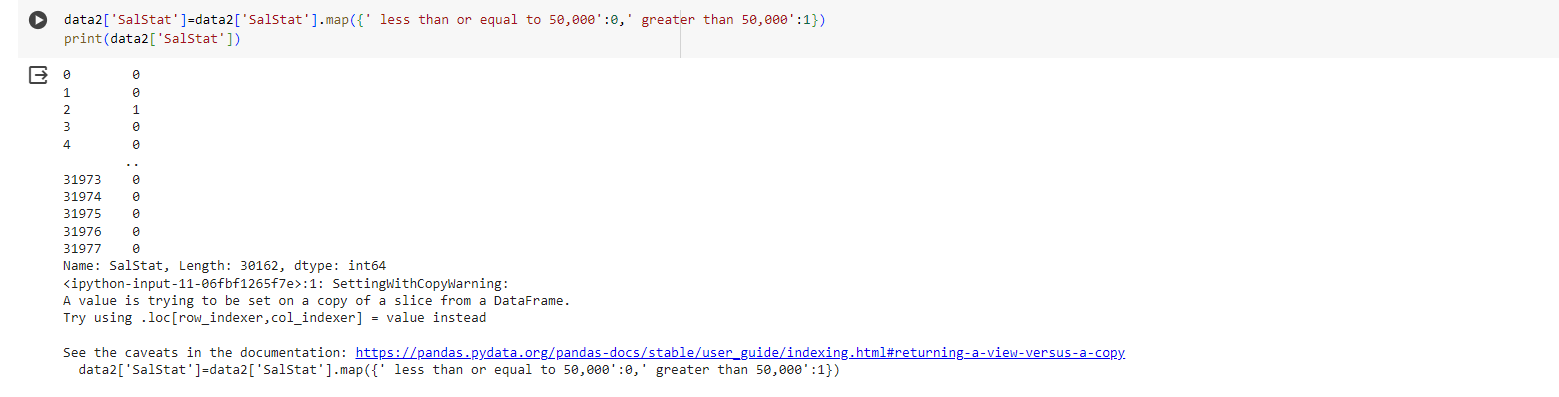 data2['SalStat']=data2['SalStat'].map({' less than or equal to 50,000':0,' greater than 50,000':1})
print(data2['SalStat'])
0 0
1 0
2 1
3 0
4 0
..
31973 0
31974 0
31975 0
31976 0
31977 0
Name: SalStat, Length: 30162, dtype: int64
<ipython-input-11-06fbf1265f7e>:1: SettingWithCopyWarning:
A value is trying to be set on a copy of a slice from a DataFrame.
Try using .loc[row_indexer,col_indexer] = value instead
See the caveats in the documentation: https://pandas.pydata.org/pandas-docs/stable/user_guide/indexing.html#returning-a-view-versus-a-copy
data2['SalStat']=data2['SalStat'].map({' less than or equal to 50,000':0,' greater than 50,000':1})